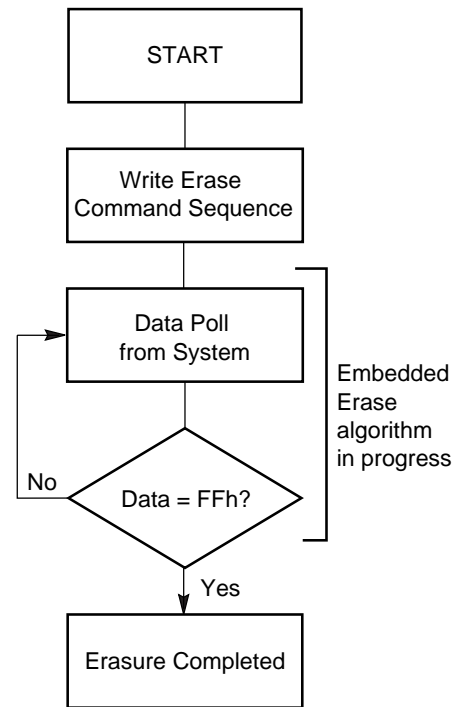 START
Write Erase
Command Sequence
Data Poll
from System
Embedded
Erase
algorithm
in progress
No
Data = FFh?
Yes
Erasure Completed